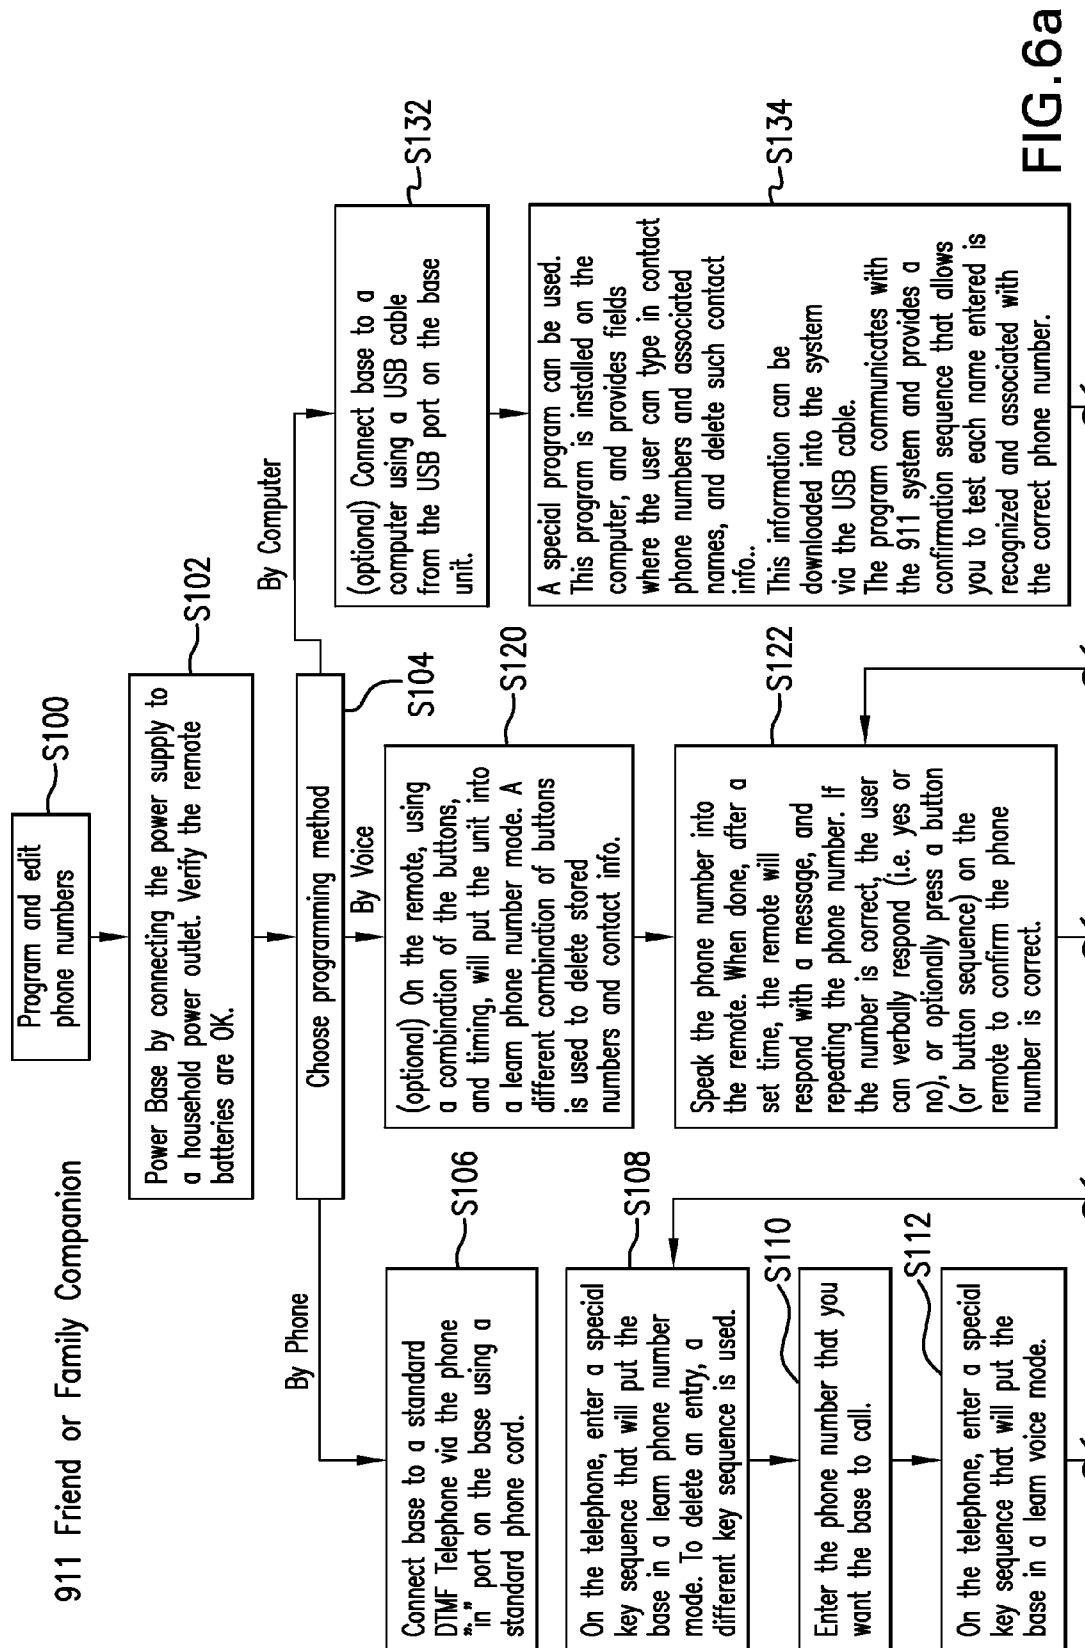 911 Friend or Family Companion
Program and edit
phone numbers
S100
Power Base by connecting the power supply to
a household power outlet. Verify the remote
batteries are OK.
S102
Choose programming method
S104
By Phone
By Voice
By Computer
Connect base to a standard
DTMF Telephone via the phone
"in" port on the base using a
standard phone cord.
S106
On the telephone, enter a special
key sequence that will put the
base in a learn phone number
mode. To delete an entry, a
different key sequence is used.
S108
Enter the phone number that you
want the base to call.
S110
On the telephone, enter a special
key sequence that will put the
base in a learn voice mode.
S112
(optional) On the remote, using
a combination of the buttons,
and timing, will put the unit into
a learn phone number mode. A
different combination of buttons
is used to delete stored
numbers and contact info.
S120
Speak the phone number into
the remote. When done, after a
set time, the remote will
respond with a message, and
repeating the phone number. If
the number is correct, the user
can verbally respond (i.e. yes or
no), or optionally press a button
(or button sequence) on the
remote to confirm the phone
number is correct.
S122
(optional) Connect base to a
computer using a USB cable
from the USB port on the base
unit.
S132
A special program can be used.
This program is installed on the
computer, and provides fields
where the user can type in contact
phone numbers and associated
names, and delete such contact
info..
This information can be
downloaded into the system
via the USB cable.
The program communicates with
the 911 system and provides a
confirmation sequence that allows
you to test each name entered is
recognized and associated with
the correct phone number.
S134
FIG.6a